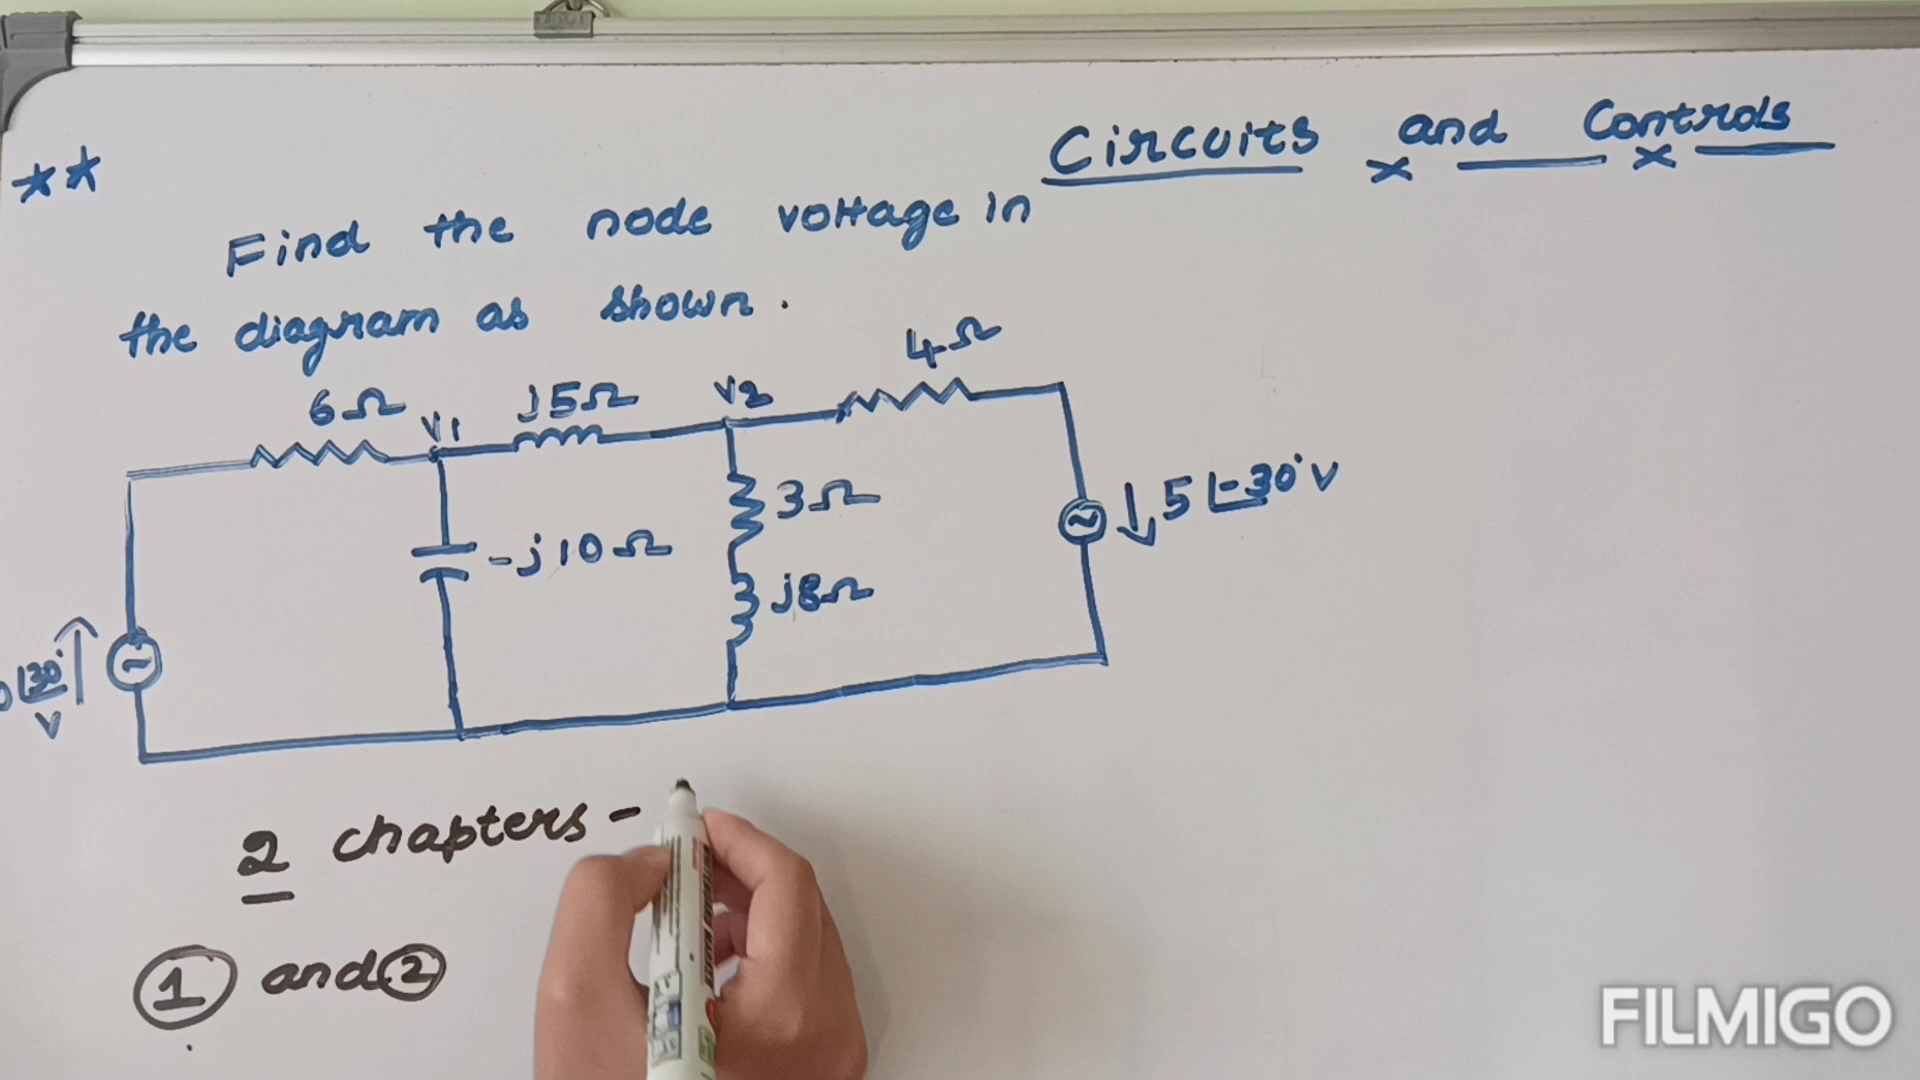 Circuits and Controls
**
Find the node voltage in
the diagram as shown.
4Ω
6Ω
V1
j5Ω
V2
3Ω
5∠-30°V
-j10Ω
j8Ω
∠30°
V
2 chapters -
1 and 2
FILMIGO